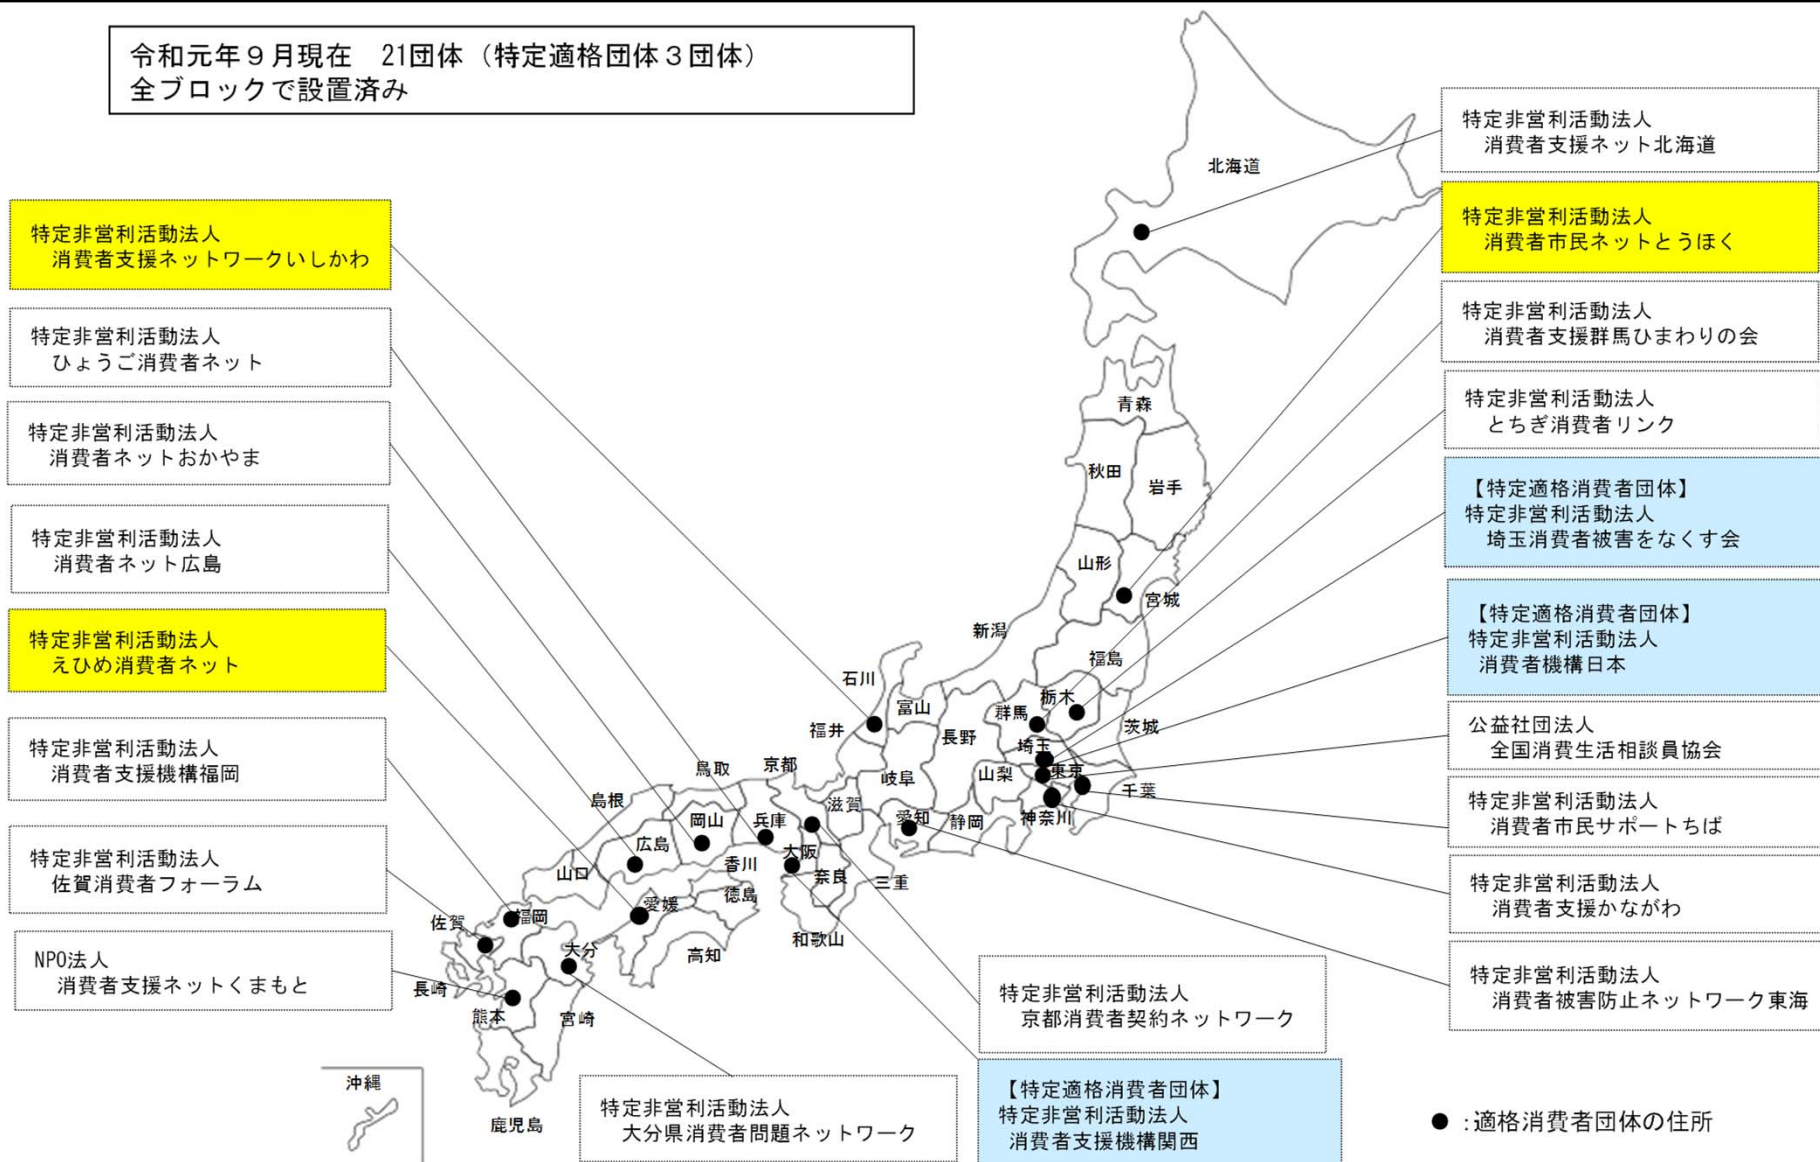 令和元年９月現在　21団体（特定適格団体３団体）
全ブロックで設置済み
特定非営利活動法人
消費者支援ネットワークいしかわ
特定非営利活動法人
ひょうご消費者ネット
特定非営利活動法人
消費者ネットおかやま
特定非営利活動法人
消費者ネット広島
特定非営利活動法人
えひめ消費者ネット
特定非営利活動法人
消費者支援機構福岡
特定非営利活動法人
佐賀消費者フォーラム
NPO法人
消費者支援ネットくまもと
特定非営利活動法人
大分県消費者問題ネットワーク
特定非営利活動法人
京都消費者契約ネットワーク
【特定適格消費者団体】
特定非営利活動法人
消費者支援機構関西
特定非営利活動法人
消費者支援ネット北海道
特定非営利活動法人
消費者市民ネットとうほく
特定非営利活動法人
消費者支援群馬ひまわりの会
特定非営利活動法人
とちぎ消費者リンク
【特定適格消費者団体】
特定非営利活動法人
埼玉消費者被害をなくす会
【特定適格消費者団体】
特定非営利活動法人
消費者機構日本
公益社団法人
全国消費生活相談員協会
特定非営利活動法人
消費者市民サポートちば
特定非営利活動法人
消費者支援かながわ
特定非営利活動法人
消費者被害防止ネットワーク東海
●：適格消費者団体の住所
北海道
青森
秋田
岩手
山形
宮城
新潟
福島
石川
富山
群馬
栃木
茨城
福井
長野
埼玉
岐阜
山梨
東京
千葉
神奈川
鳥取
京都
滋賀
愛知
静岡
島根
岡山
兵庫
大阪
奈良
三重
広島
山口
香川
徳島
和歌山
愛媛
高知
福岡
佐賀
大分
長崎
熊本
宮崎
鹿児島
沖縄